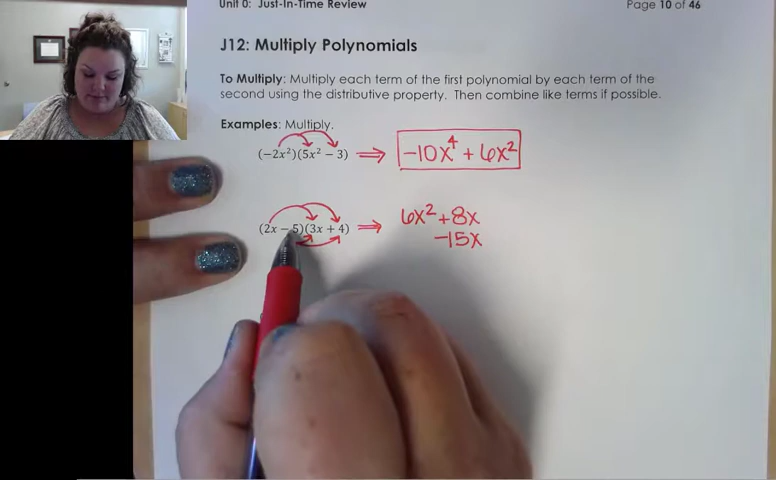 Unit 0: Just-In-Time Review
Page 10 of 46
J12: Multiply Polynomials
To Multiply: Multiply each term of the first polynomial by each term of the
second using the distributive property. Then combine like terms if possible.
Examples: Multiply.
(−2x²)(5x² − 3) ⟹ −10x⁴ + 6x²
(2x − 5)(3x + 4) ⟹ 6x² + 8x
−15x